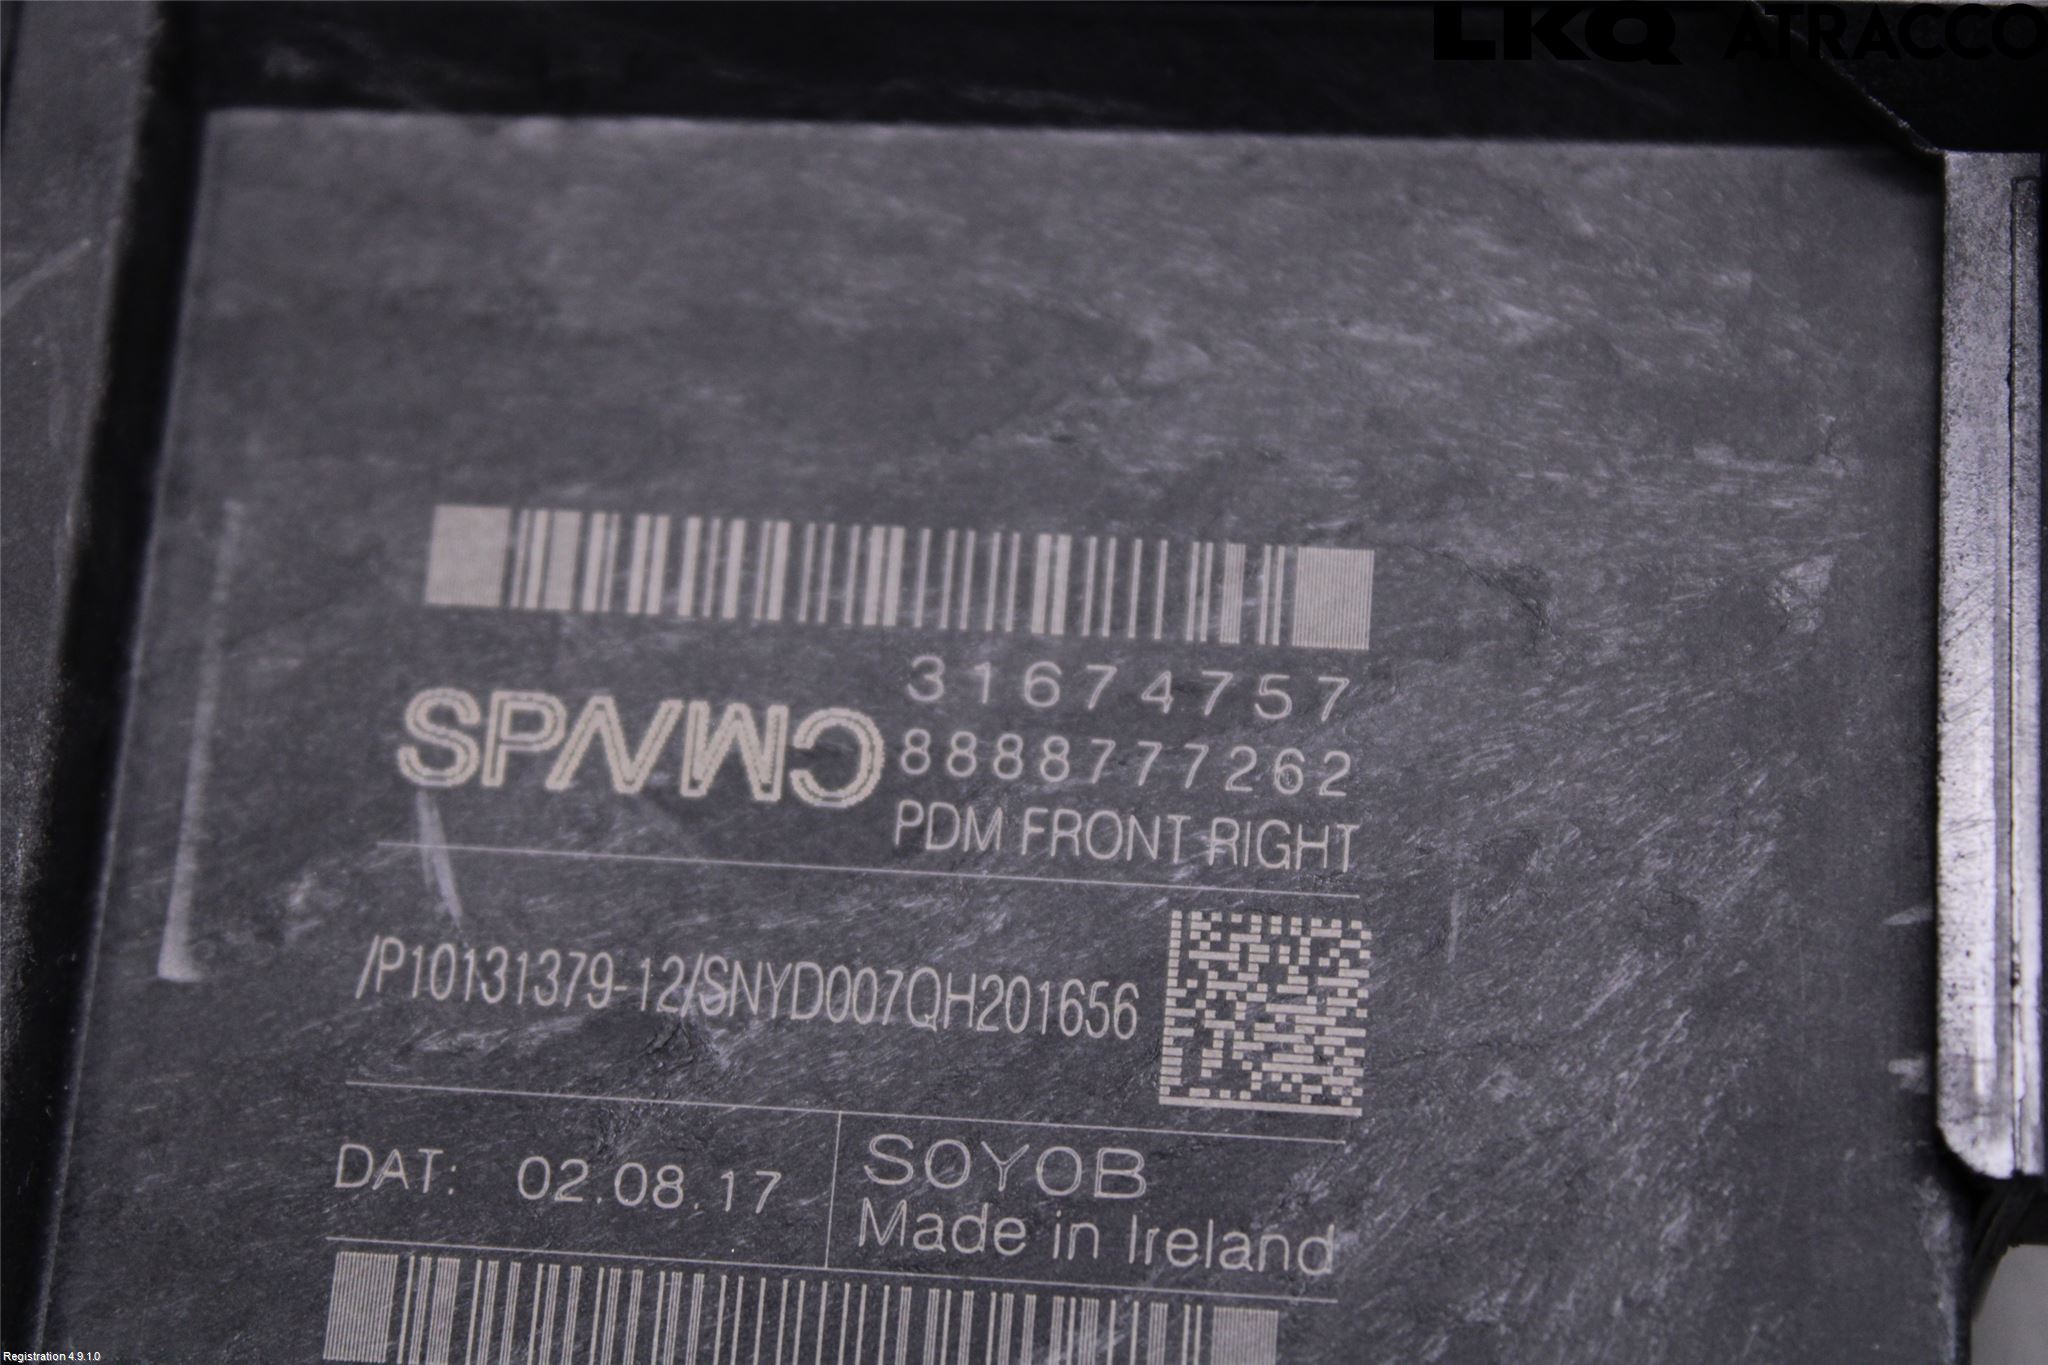 LKQ ATRACCO
31674757
8888777262
PDM FRONT RIGHT
/P10131379-12/SNYD007QH201656
DAT: 02.08.17
SOYOB
Made in Ireland
Registration 4.9.1.0